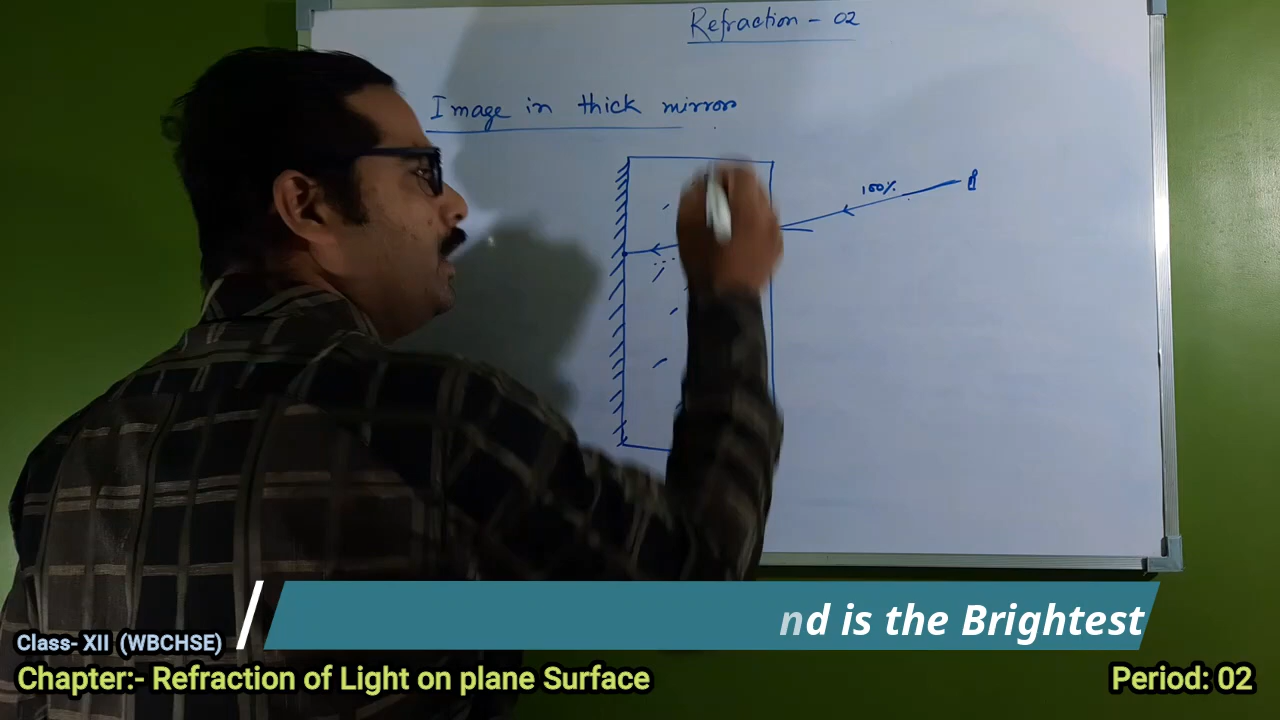 Refraction - 02
Image in thick mirror
100%
nd is the Brightest
Class- XII (WBCHSE)
Chapter:- Refraction of Light on plane Surface
Period: 02